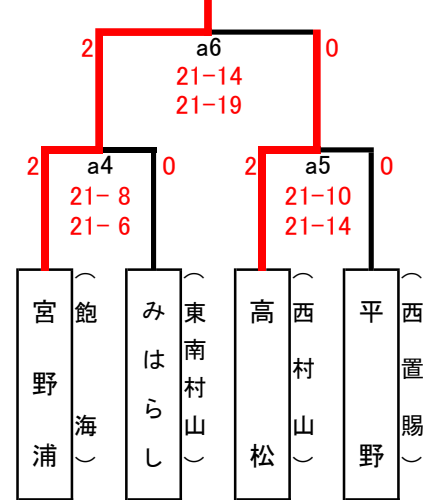 2 a6 0
21-14
21-19
2 a4 0 2 a5 0
21- 8 21-10
21- 6 21-14
宮野浦
(飽海)
みはらし
(東南村山)
高松
(西村山)
平野
(西置賜)